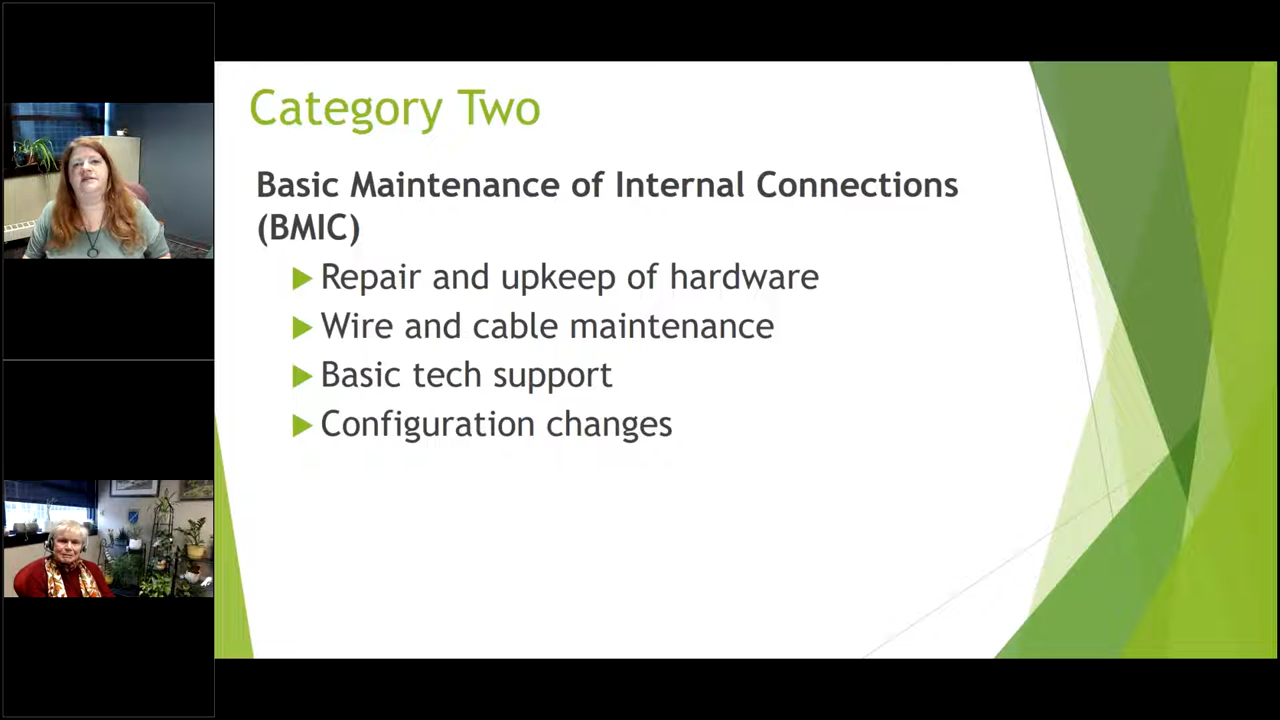 Category Two
Basic Maintenance of Internal Connections
(BMIC)
Repair and upkeep of hardware
Wire and cable maintenance
Basic tech support
Configuration changes